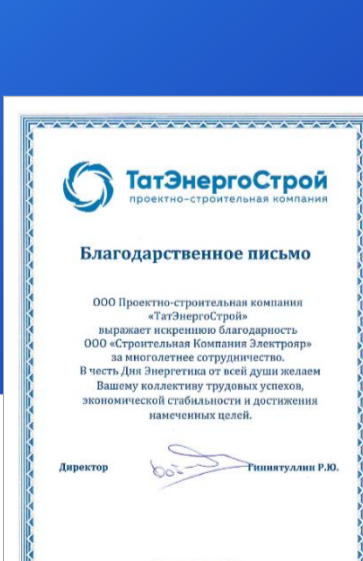 ТатЭнергоСтрой
проектно-строительная компания
Благодарственное письмо
ООО Проектно-строительная компания
«ТатЭнергоСтрой»
выражает искреннюю благодарность
ООО «Строительная Компания Электрояр»
за многолетнее сотрудничество.
В честь Дня Энергетика от всей души желаем
Вашему коллективу трудовых успехов,
экономической стабильности и достижения
намеченных целей.
Директор Гиниятуллин Р.Ю.